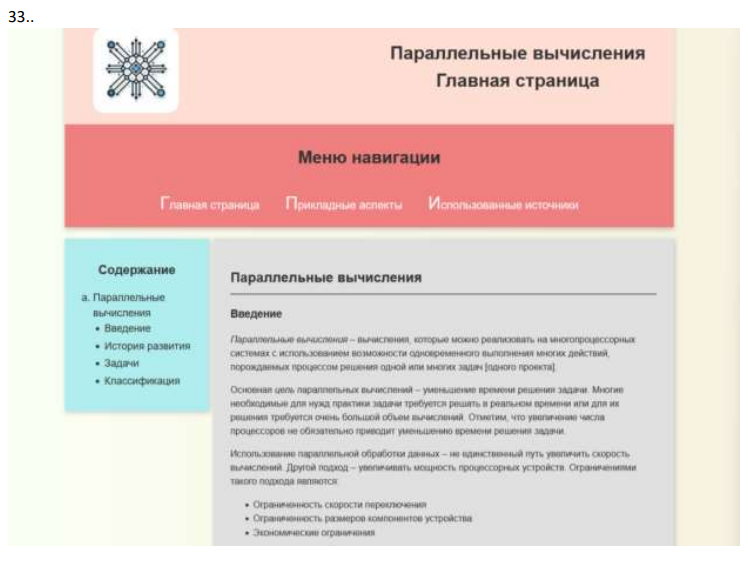 33..
Параллельные вычисления
Главная страница
Меню навигации
Главная страница Прикладные аспекты Использованные источники
Содержание
a. Параллельные
вычисления
• Введение
• История развития
• Задачи
• Классификация
Параллельные вычисления
Введение
Параллельные вычисления – вычисления, которые можно реализовать на многопроцессорных
системах с использованием возможности одновременного выполнения многих действий,
порождаемых процессом решения одной или многих задач [одного проекта].
Основная цель параллельных вычислений – уменьшение времени решения задачи. Многие
необходимые для нужд практики задачи требуется решать в реальном времени или для их
решения требуется очень большой объем вычислений. Отметим, что увеличение числа
процессоров не обязательно приводит уменьшению времени решения задачи.
Использование параллельной обработки данных – не единственный путь увеличить скорость
вычислений. Другой подход – увеличивать мощность процессорных устройств. Ограничениями
такого подхода являются:
• Ограниченность скорости переключения
• Ограниченность размеров компонентов устройства
• Экономические ограничения